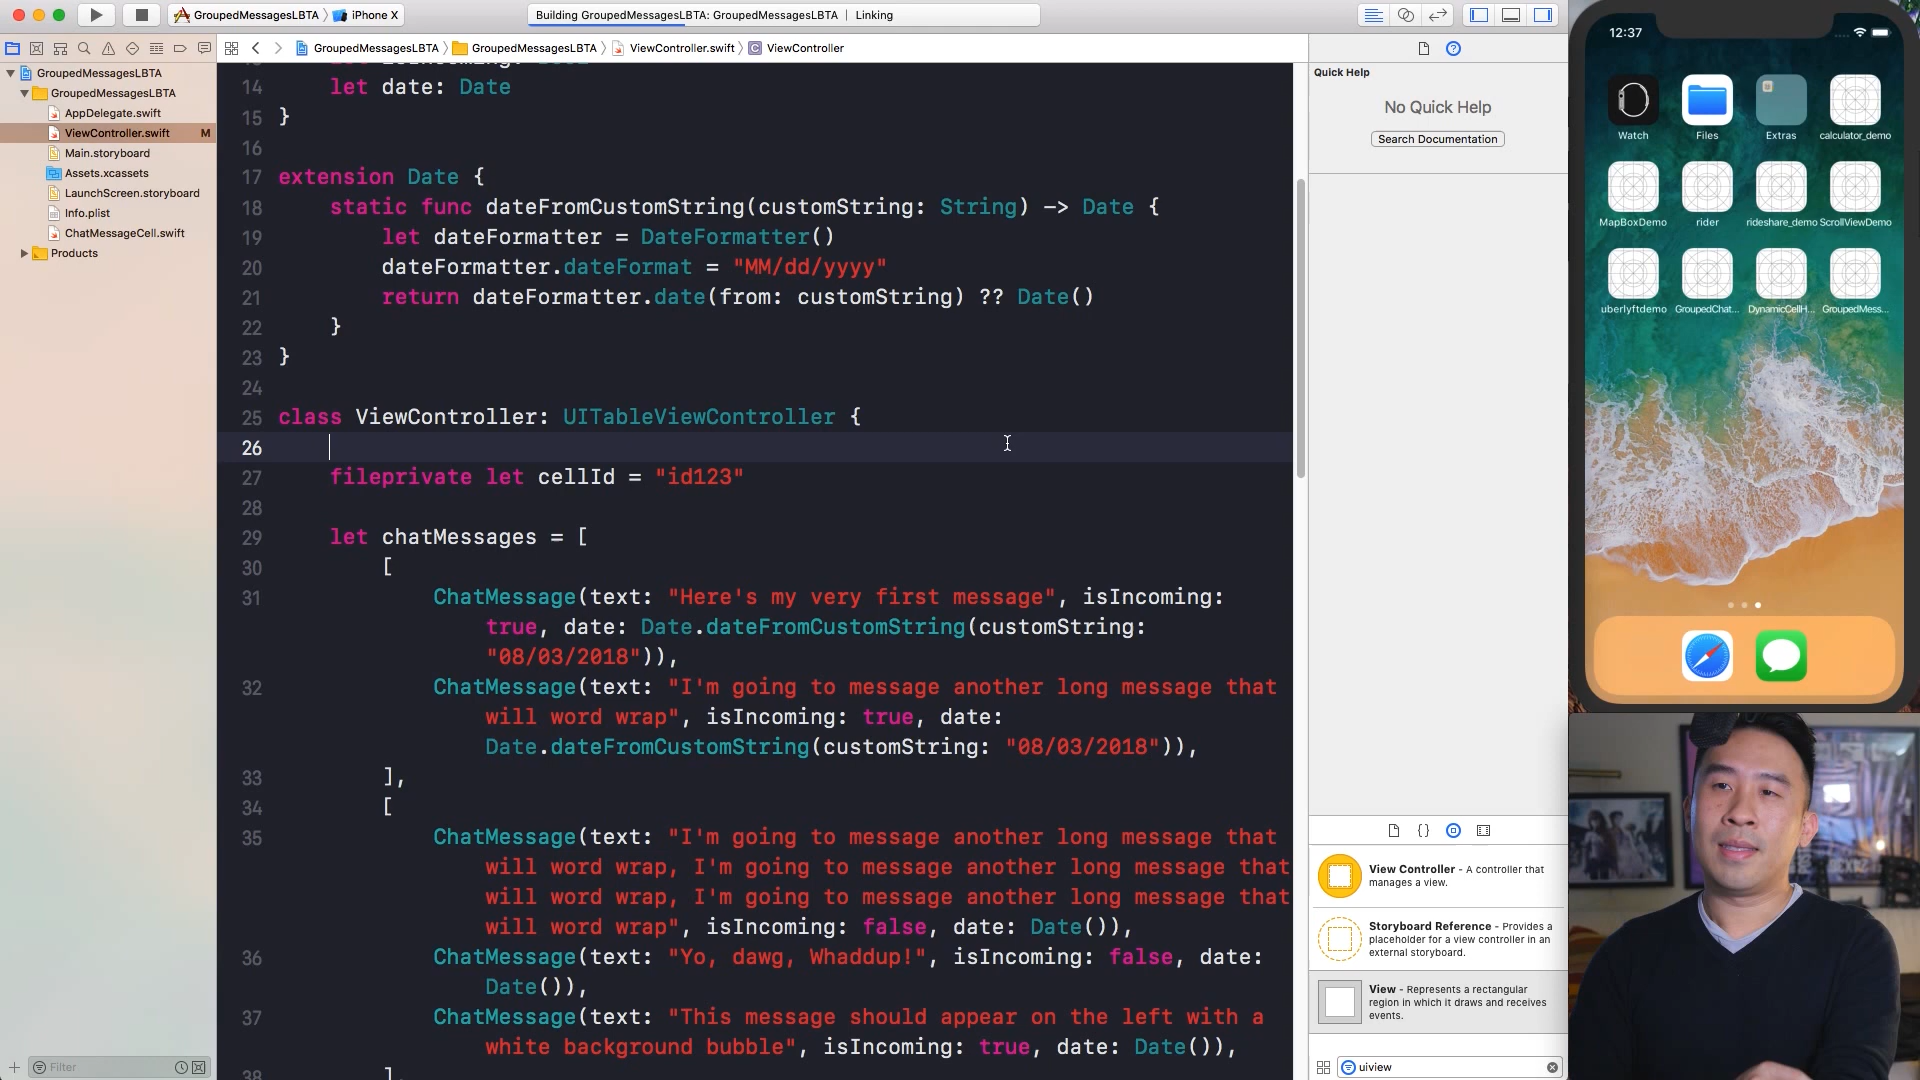 GroupedMessagesLBTA
iPhone X
Building GroupedMessagesLBTA: GroupedMessagesLBTA | Linking
GroupedMessagesLBTA
GroupedMessagesLBTA
ViewController.swift
ViewController
GroupedMessagesLBTA
GroupedMessagesLBTA
AppDelegate.swift
ViewController.swift M
Main.storyboard
Assets.xcassets
LaunchScreen.storyboard
Info.plist
ChatMessageCell.swift
Products
Filter
14 let date: Date
15 }
16
17 extension Date {
18 static func dateFromCustomString(customString: String) -> Date {
19 let dateFormatter = DateFormatter()
20 dateFormatter.dateFormat = "MM/dd/yyyy"
21 return dateFormatter.date(from: customString) ?? Date()
22 }
23 }
24
25 class ViewController: UITableViewController {
26
27 fileprivate let cellId = "id123"
28
29 let chatMessages = [
30 [
31 ChatMessage(text: "Here's my very first message", isIncoming:
true, date: Date.dateFromCustomString(customString:
"08/03/2018")),
32 ChatMessage(text: "I'm going to message another long message that
will word wrap", isIncoming: true, date:
Date.dateFromCustomString(customString: "08/03/2018")),
33 ],
34 [
35 ChatMessage(text: "I'm going to message another long message that
will word wrap, I'm going to message another long message that
will word wrap, I'm going to message another long message that
will word wrap", isIncoming: false, date: Date()),
36 ChatMessage(text: "Yo, dawg, Whaddup!", isIncoming: false, date:
Date()),
37 ChatMessage(text: "This message should appear on the left with a
white background bubble", isIncoming: true, date: Date()),
Quick Help
No Quick Help
Search Documentation
View Controller - A controller that
manages a view.
Storyboard Reference - Provides a
placeholder for a view controller in an
external storyboard.
View - Represents a rectangular
region in which it draws and receives
events.
uiview
12:37
Watch
Files
Extras
calculator_demo
MapBoxDemo
rider
rideshare_demo
ScrollViewDemo
uberlyftdemo
GroupedChat...
DynamicCellH...
GroupedMess...